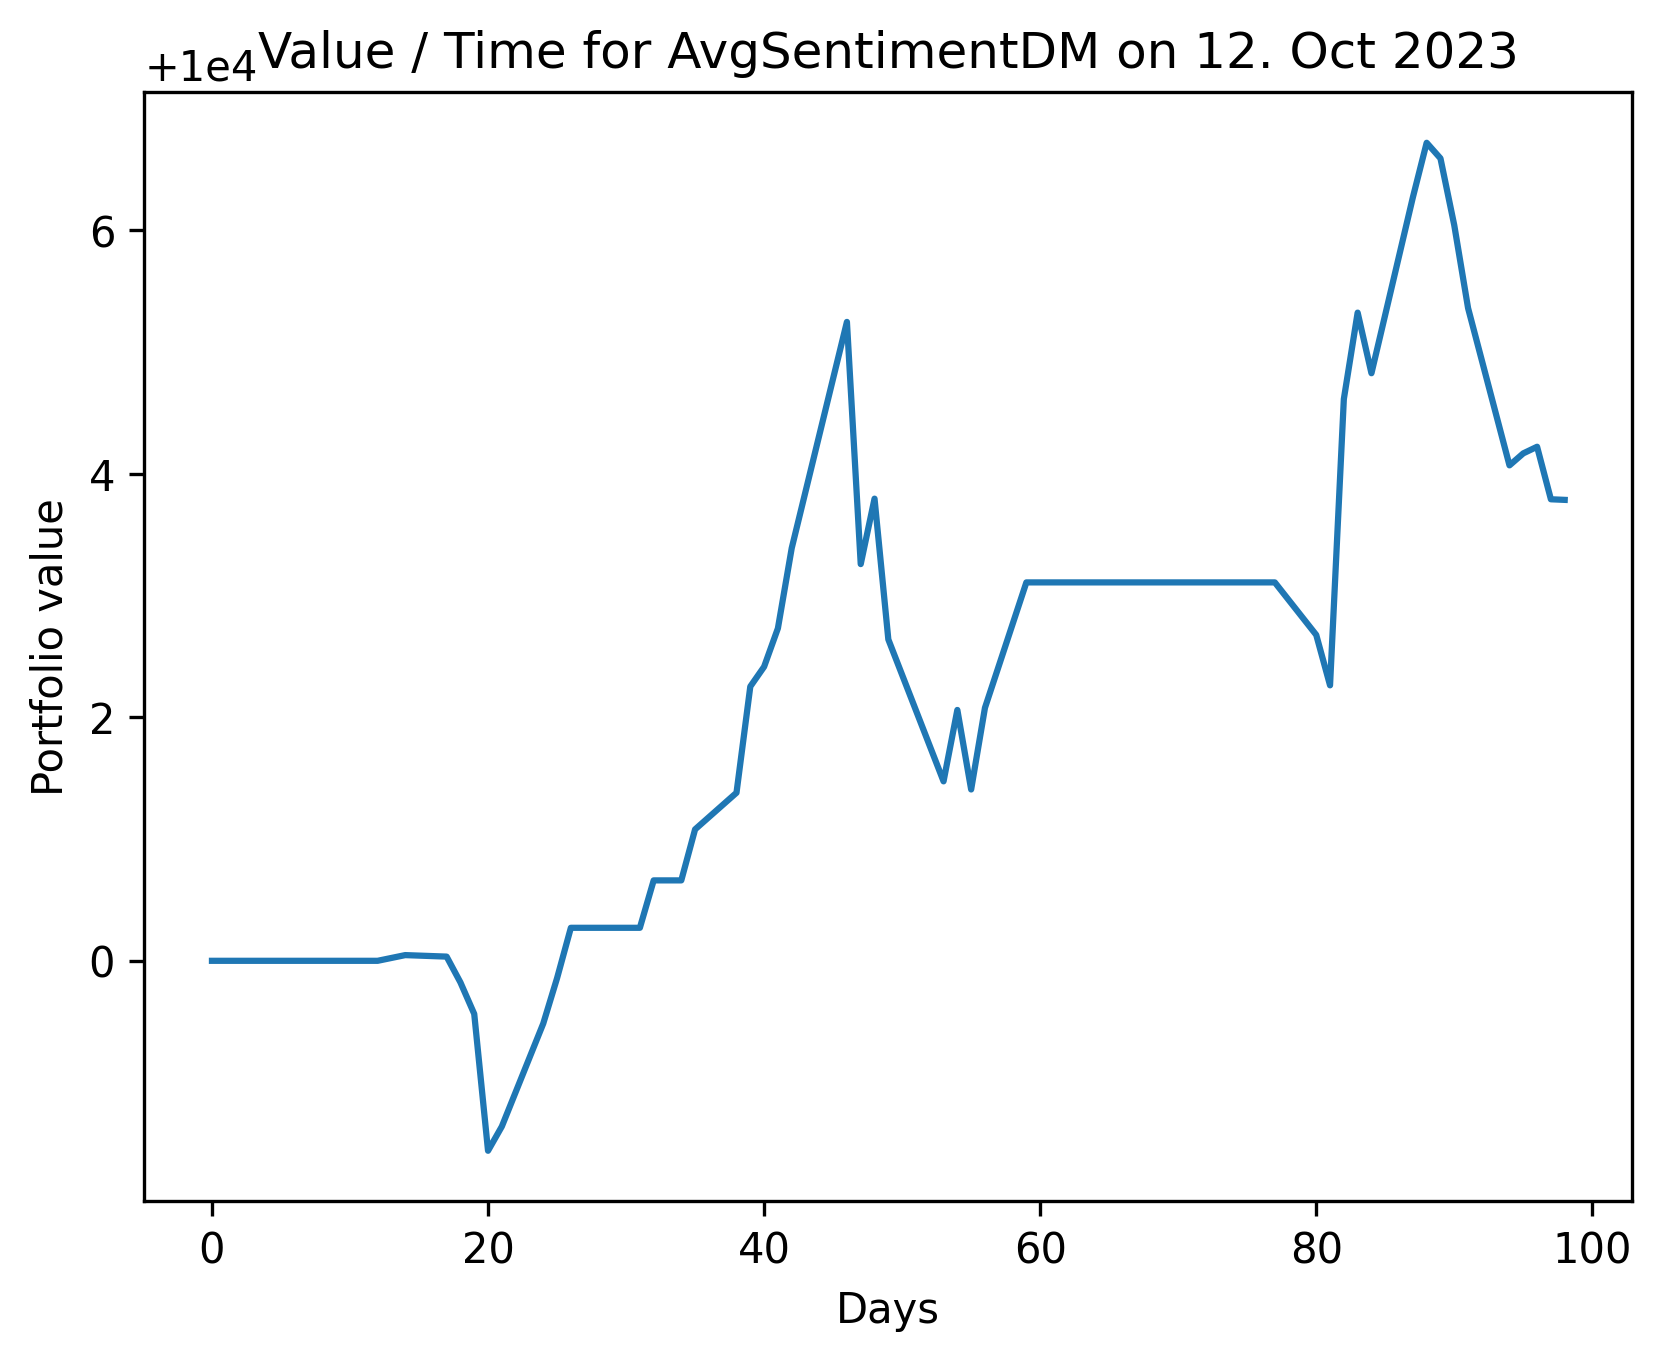 Value / Time for AvgSentimentDM on 12. Oct 2023
+1e4
6
4
2
0
Portfolio value
0 20 40 60 80 100
Days